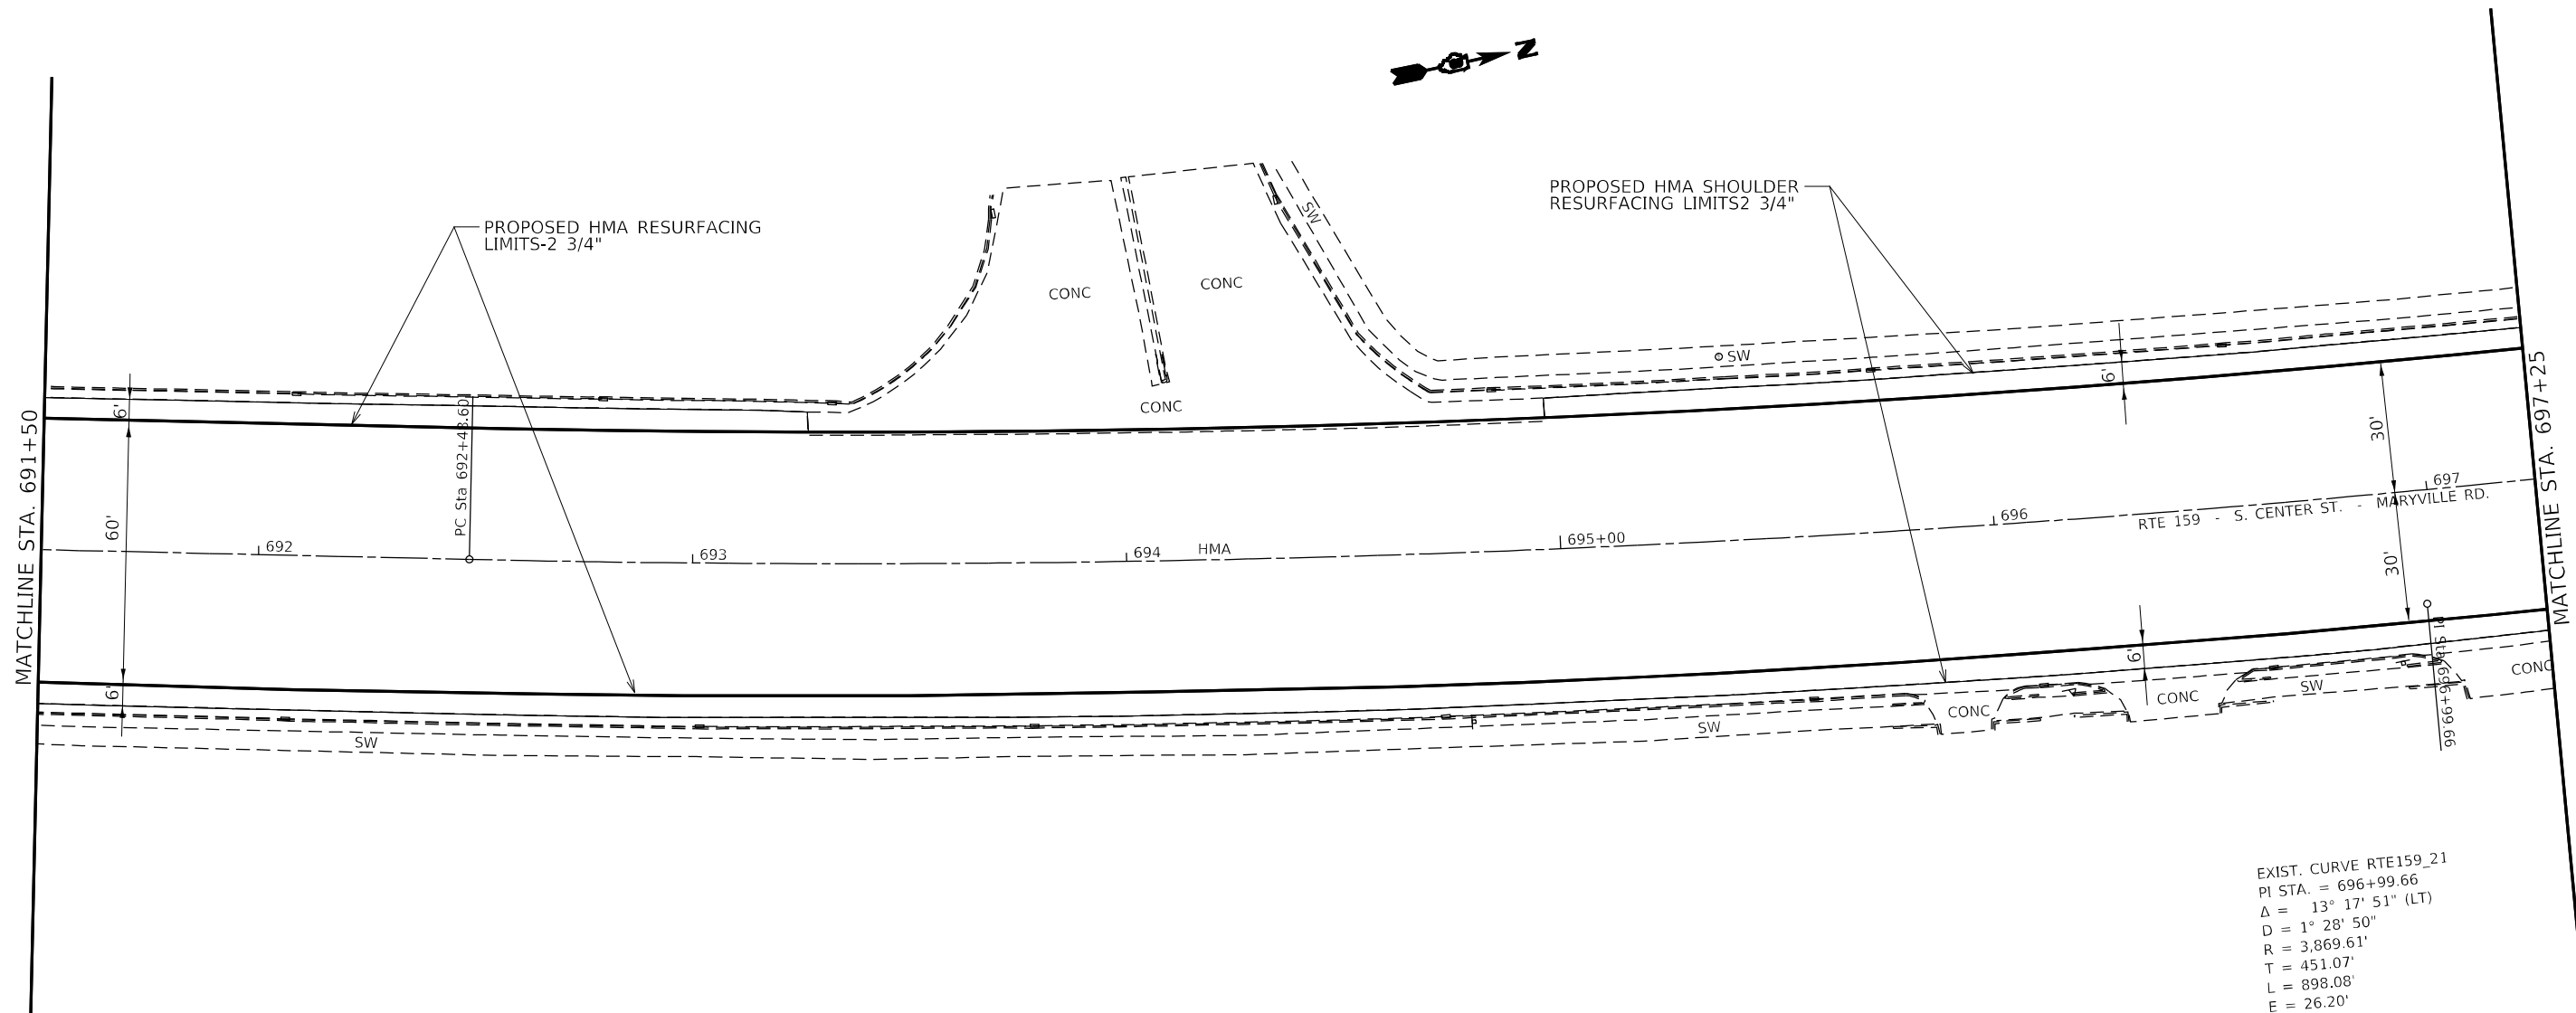 N
PROPOSED HMA RESURFACING
LIMITS-2 3/4"
PROPOSED HMA SHOULDER
RESURFACING LIMITS2 3/4"
SW
CONC
CONC
SW
CONC
MATCHLINE STA. 691+50
MATCHLINE STA. 697+25
6'
60'
6'
PC Sta 692+48.60
692
693
694
HMA
695+00
696
697
RTE 159 - S. CENTER ST. - MARYVILLE RD.
6'
30'
30'
6'
PI Sta 696+99.66
SW
SW
CONC
CONC
SW
CONC
EXIST. CURVE RTE159_21
PI STA. = 696+99.66
Δ = 13° 17' 51" (LT)
D = 1° 28' 50"
R = 3,869.61'
T = 451.07'
L = 898.08'
E = 26.20'